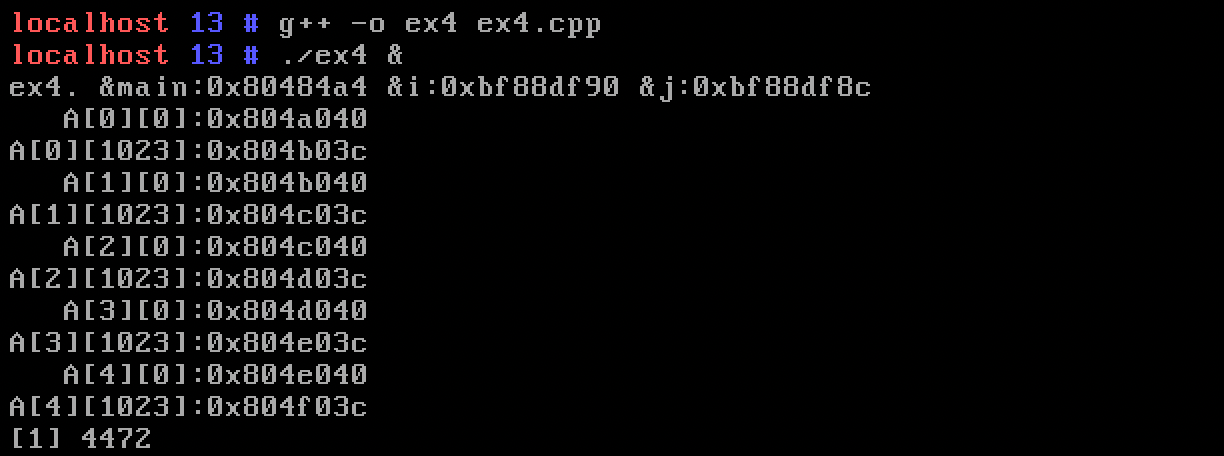 localhost 13 # g++ -o ex4 ex4.cpp
localhost 13 # ./ex4 &
ex4. &main:0x80484a4 &i:0xbf88df90 &j:0xbf88df8c
   A[0][0]:0x804a040
A[0][1023]:0x804b03c
   A[1][0]:0x804b040
A[1][1023]:0x804c03c
   A[2][0]:0x804c040
A[2][1023]:0x804d03c
   A[3][0]:0x804d040
A[3][1023]:0x804e03c
   A[4][0]:0x804e040
A[4][1023]:0x804f03c
[1] 4472